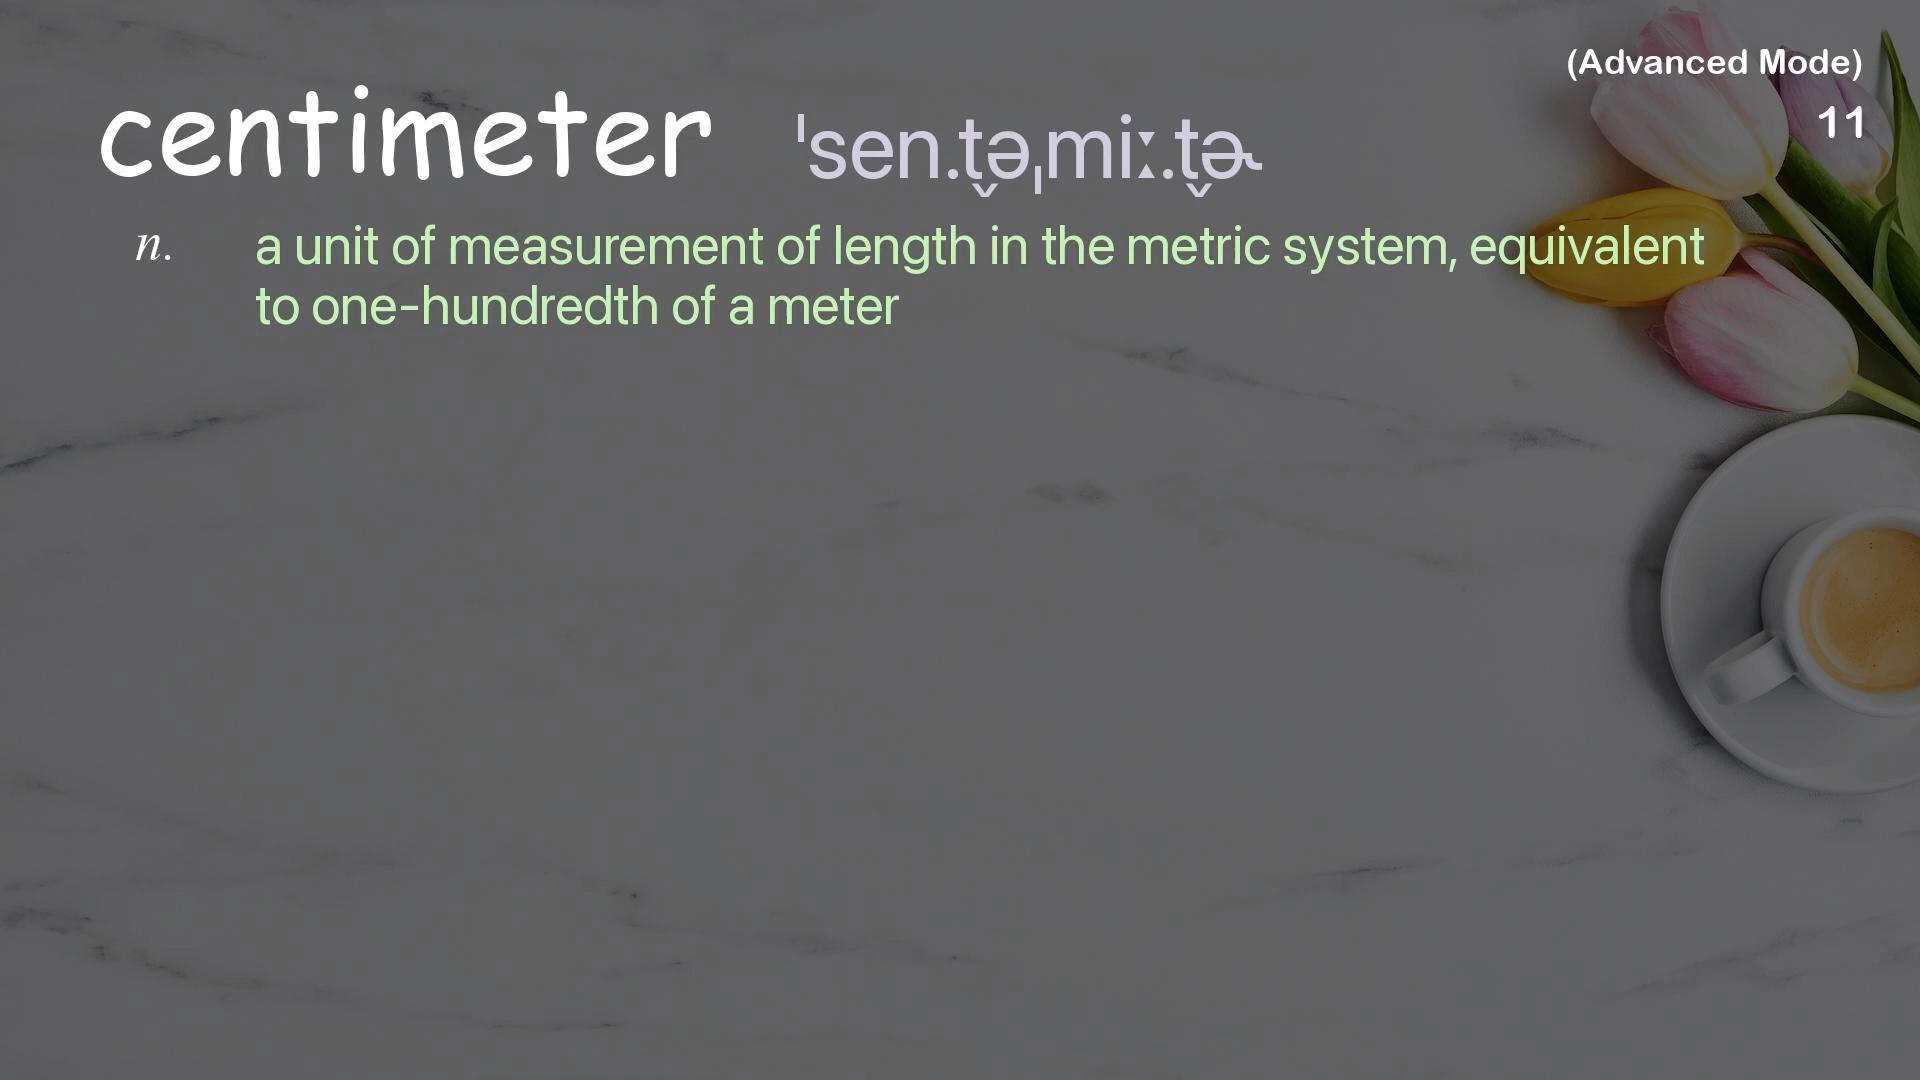 (Advanced Mode)
centimeter ˈsen.t̬əˌmiː.t̬ɚ
11
n. a unit of measurement of length in the metric system, equivalent
to one-hundredth of a meter